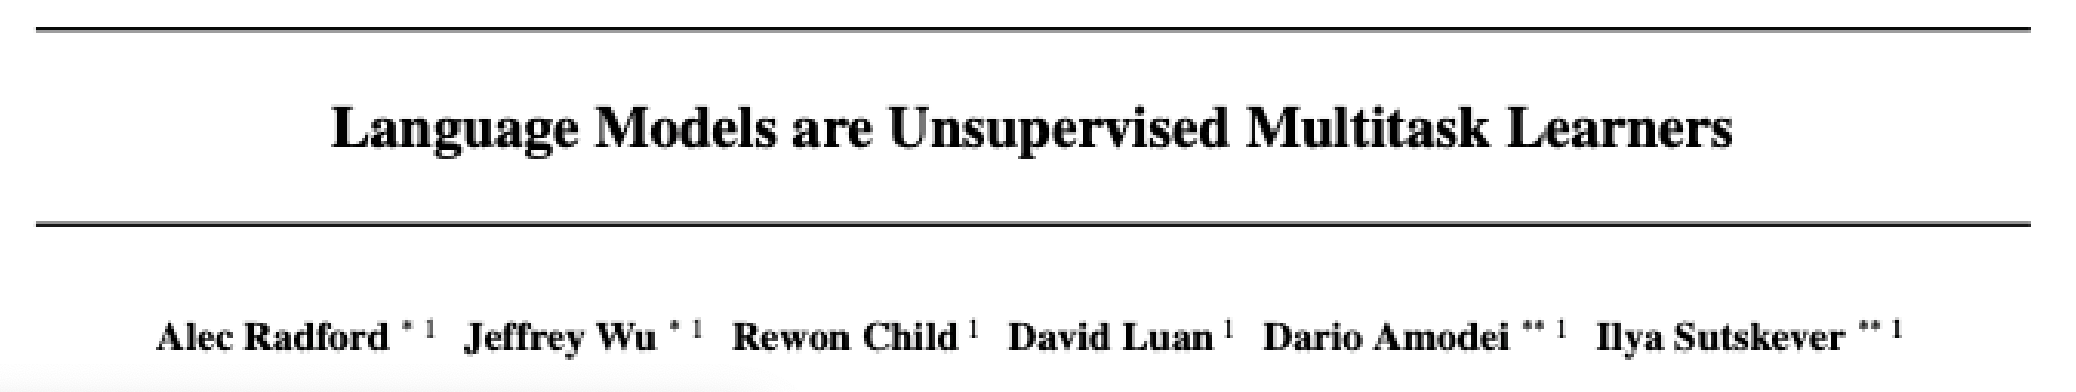 Language Models are Unsupervised Multitask Learners
Alec Radford * 1 Jeffrey Wu * 1 Rewon Child 1 David Luan 1 Dario Amodei ** 1 Ilya Sutskever ** 1